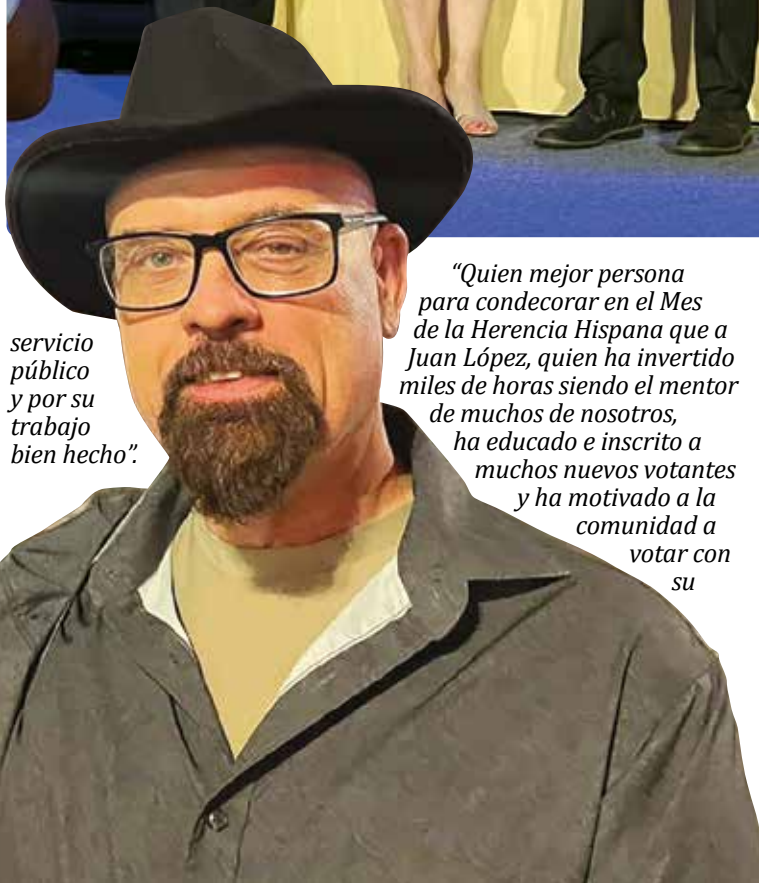 “Quien mejor persona
para condecorar en el Mes
de la Herencia Hispana que a
Juan López, quien ha invertido
miles de horas siendo el mentor
de muchos de nosotros,
ha educado e inscrito a
muchos nuevos votantes
y ha motivado a la
comunidad a
votar con
su
servicio
público
y por su
trabajo
bien hecho”.